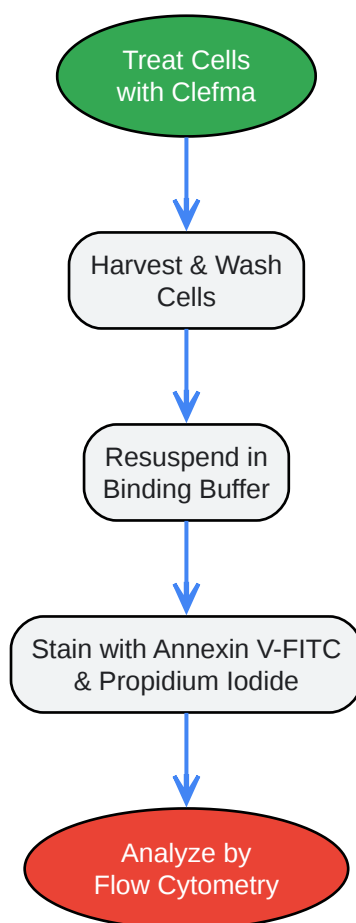 Treat Cells
with Clefma
Harvest & Wash
Cells
Resuspend in
Binding Buffer
Stain with Annexin V-FITC
& Propidium Iodide
Analyze by
Flow Cytometry